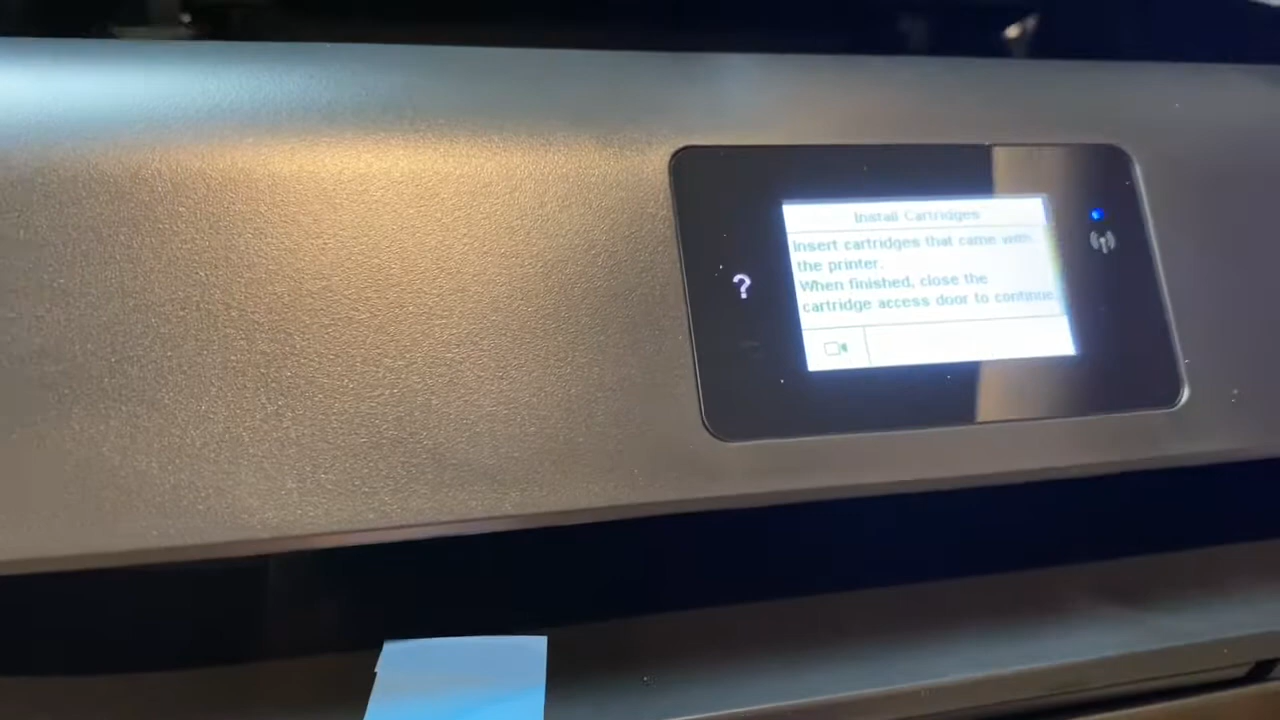 Install Cartridges
Insert cartridges that came with
the printer.
When finished, close the
cartridge access door to continue.
?